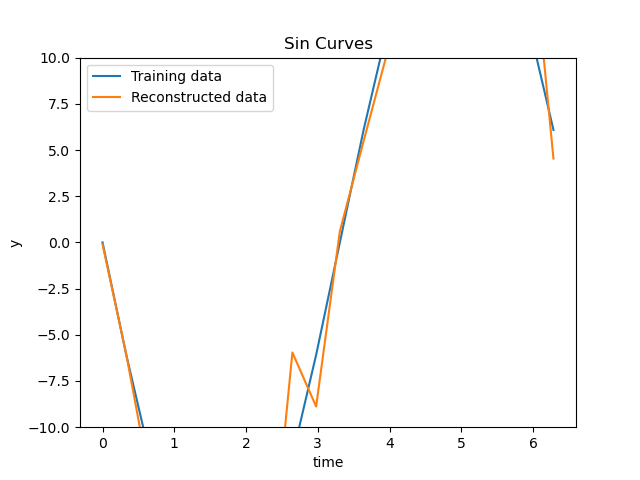 Sin Curves
Training data
Reconstructed data
10.0
7.5
5.0
2.5
0.0
−2.5
−5.0
−7.5
−10.0
y
0 1 2 3 4 5 6
time